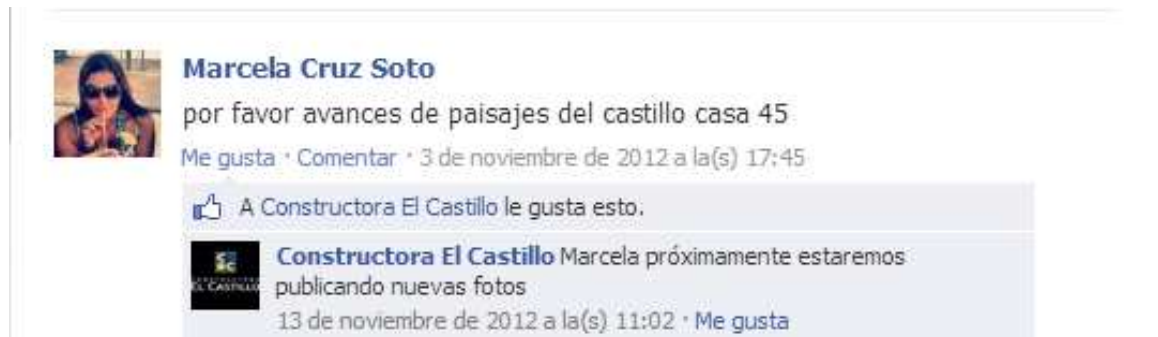 Marcela Cruz Soto
por favor avances de paisajes del castillo casa 45
Me gusta · Comentar · 3 de noviembre de 2012 a la(s) 17:45
A Constructora El Castillo le gusta esto.
EL CASTILLO
Constructora El Castillo Marcela próximamente estaremos
publicando nuevas fotos
13 de noviembre de 2012 a la(s) 11:02 · Me gusta